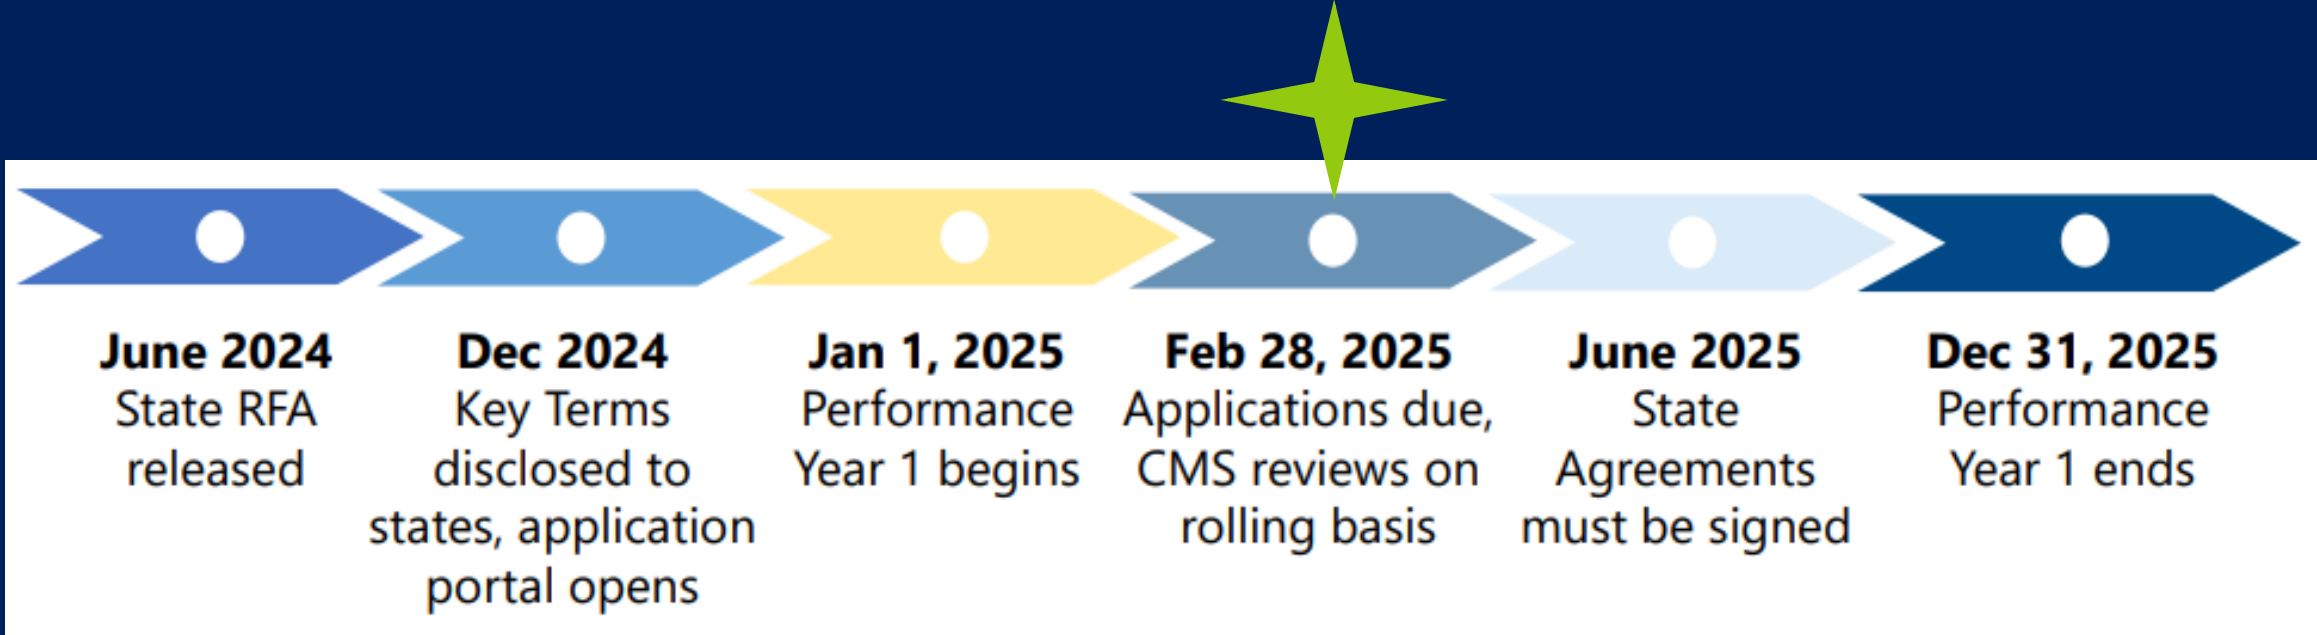 June 2024
State RFA
released
Dec 2024
Key Terms
disclosed to
states, application
portal opens
Jan 1, 2025
Performance
Year 1 begins
Feb 28, 2025
Applications due,
CMS reviews on
rolling basis
June 2025
State
Agreements
must be signed
Dec 31, 2025
Performance
Year 1 ends